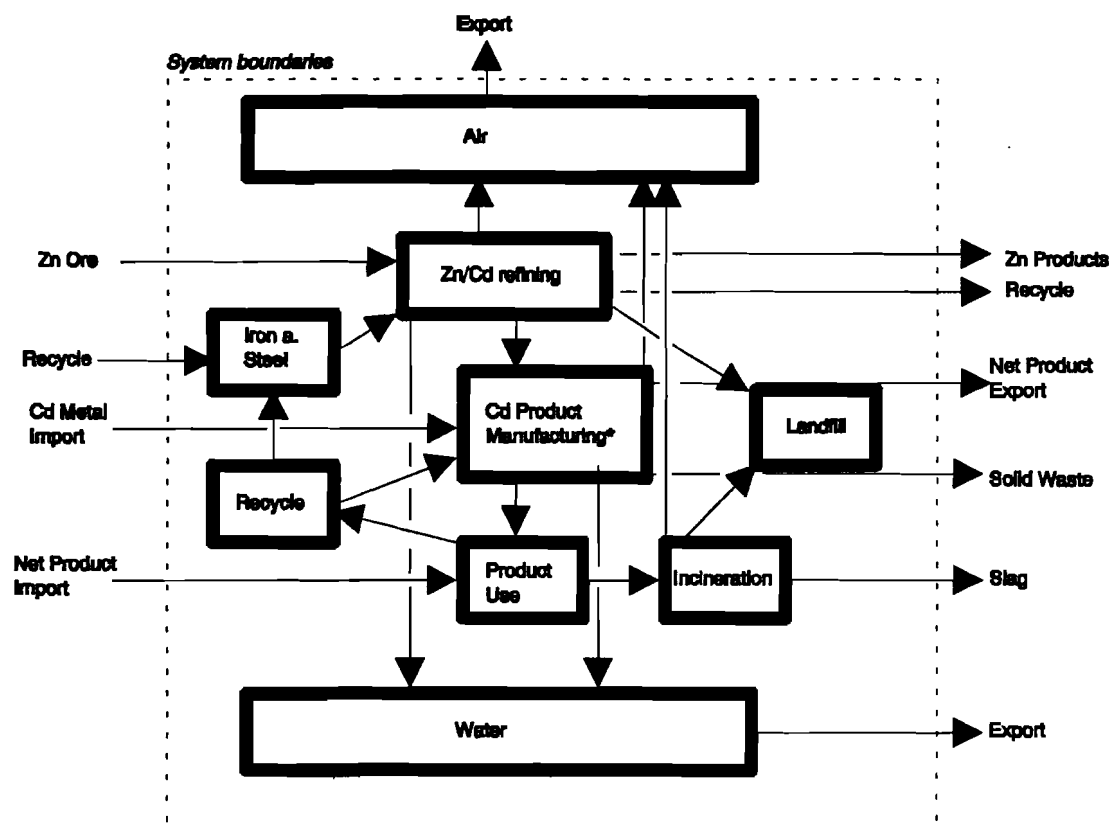 Export
System boundaries
Air
Zn Ore
Zn/Cd refining
Zn Products
Recycle
Iron a.
Steel
Recycle
Net Product
Export
Cd Metal
Import
Cd Product
Manufacturing*
Landfill
Recycle
Solid Waste
Net Product
Import
Product
Use
Incineration
Slag
Water
Export